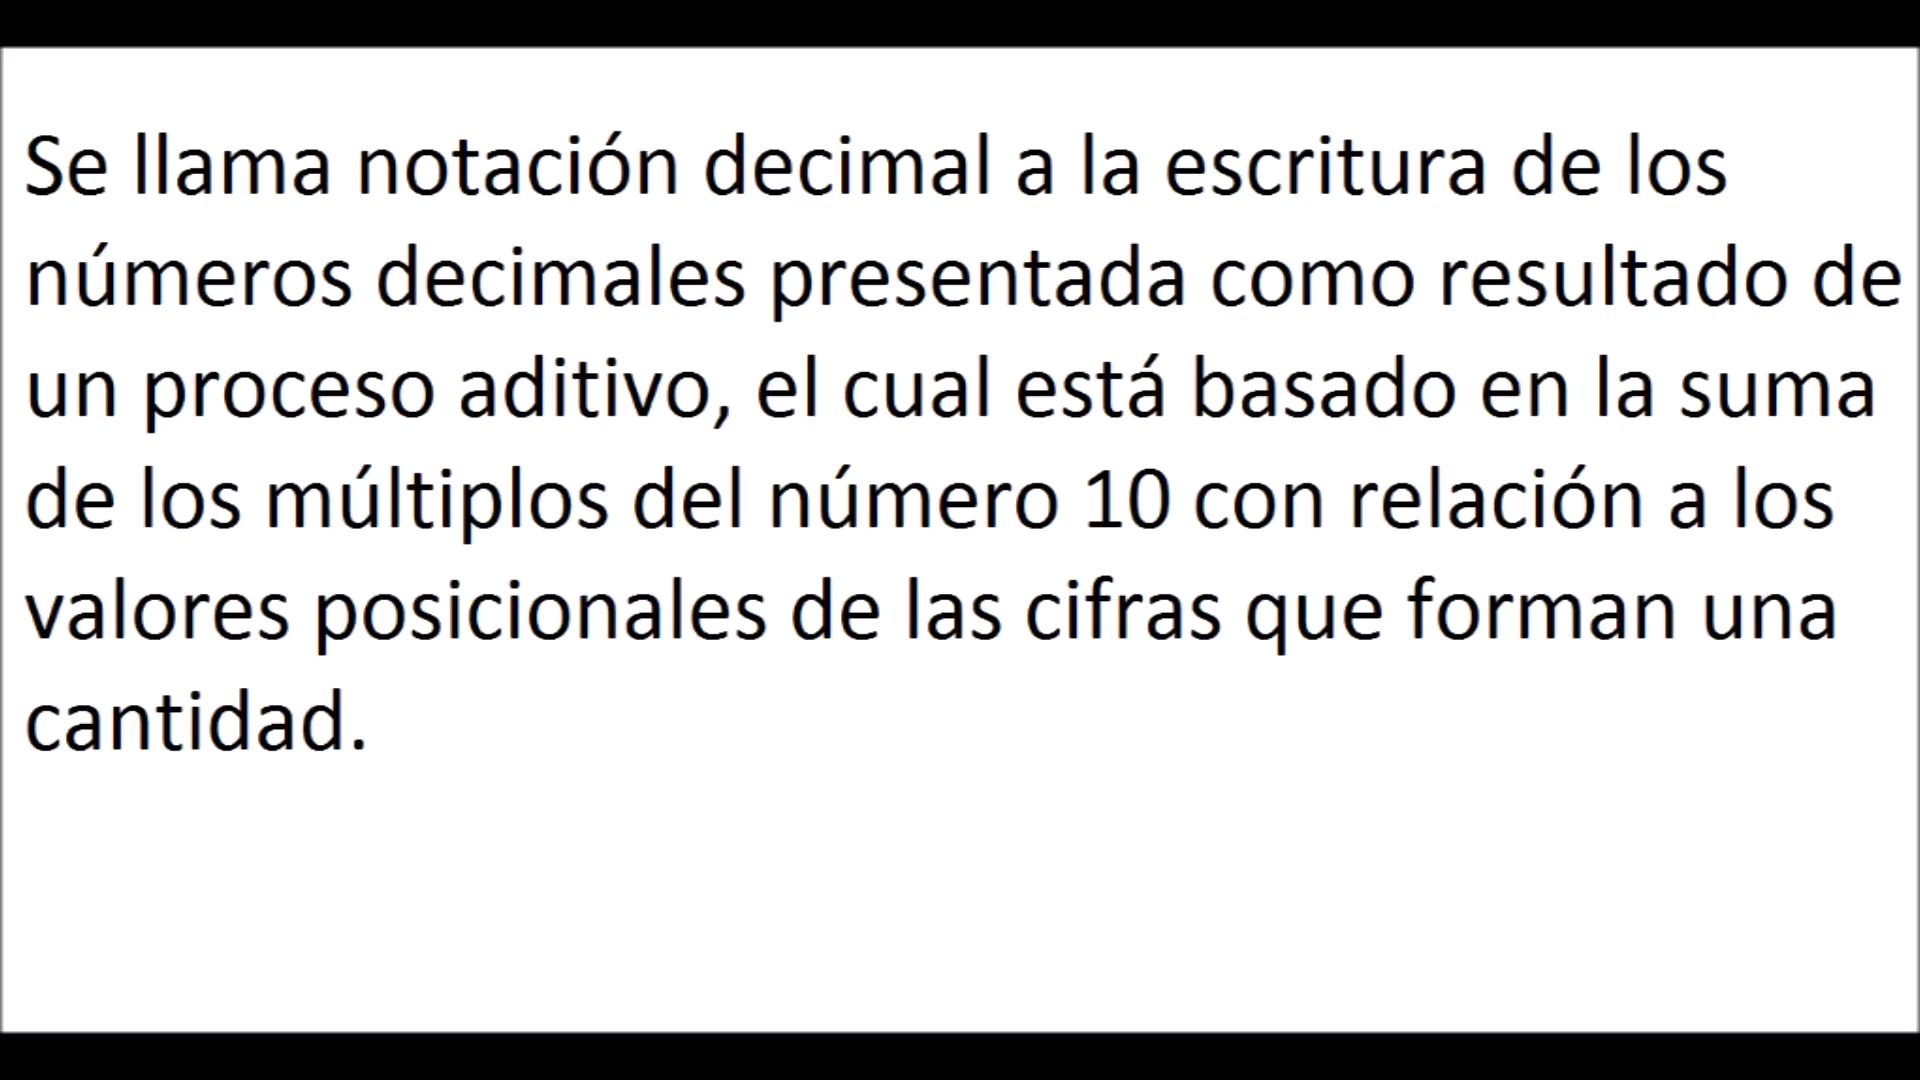 Se llama notación decimal a la escritura de los
números decimales presentada como resultado de
un proceso aditivo, el cual está basado en la suma
de los múltiplos del número 10 con relación a los
valores posicionales de las cifras que forman una
cantidad.